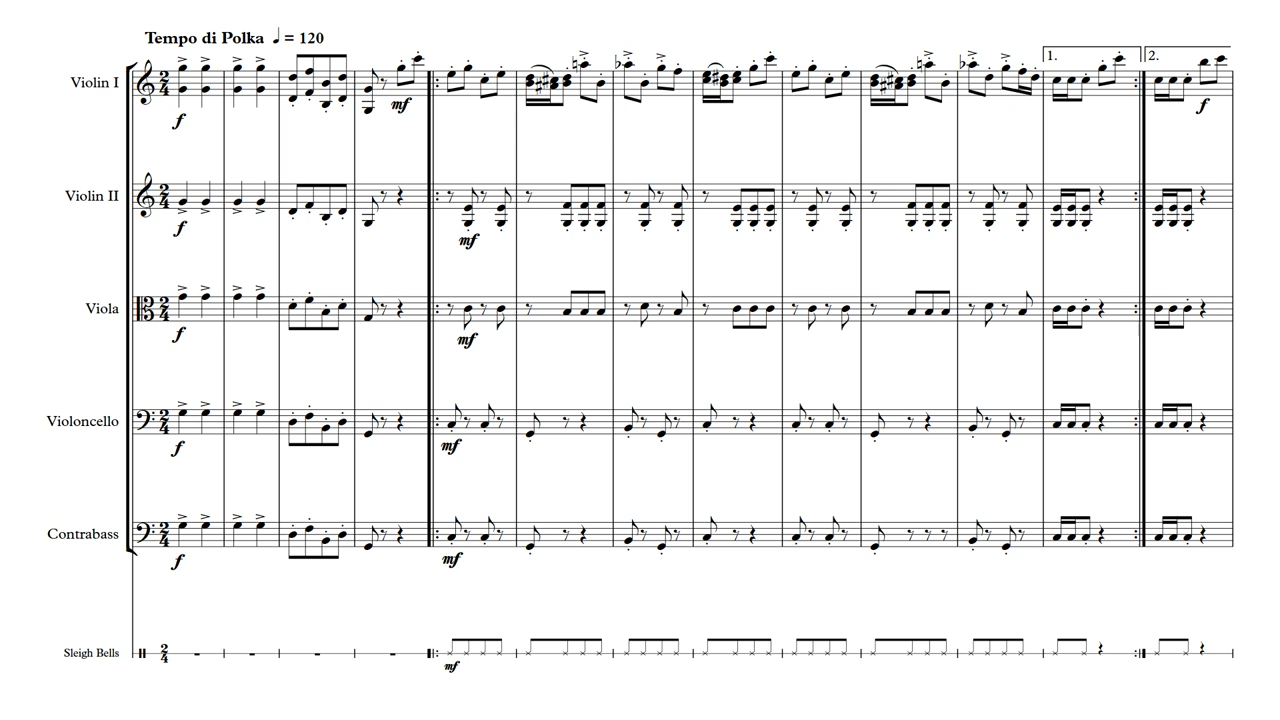 Tempo di Polka ♩ = 120
1. 2.
Violin I
f mf f
Violin II
f mf
Viola
f mf
Violoncello
f mf
Contrabass
f mf
Sleigh Bells
mf